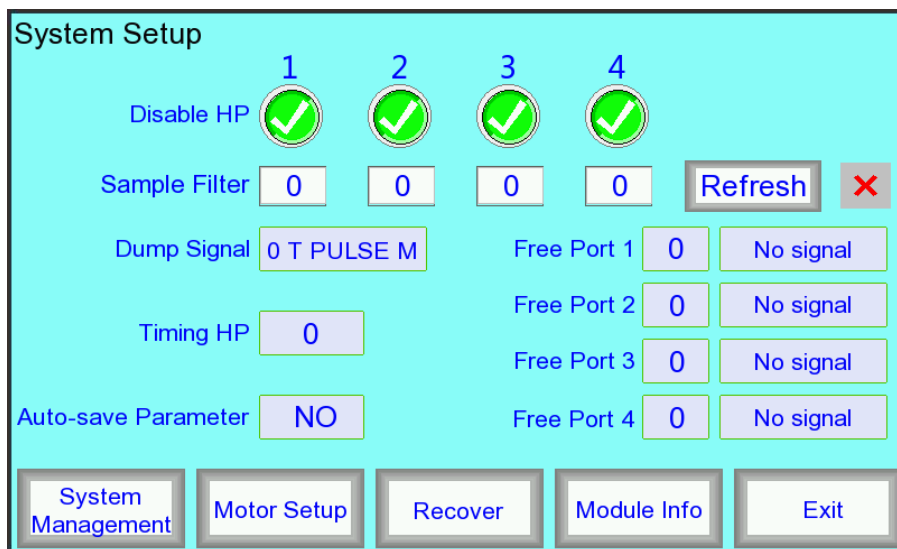 System Setup
1 2 3 4
Disable HP
Sample Filter 0 0 0 0 Refresh
Dump Signal 0 T PULSE M Free Port 1 0 No signal
Free Port 2 0 No signal
Timing HP 0
Free Port 3 0 No signal
Auto-save Parameter NO Free Port 4 0 No signal
System
Management
Motor Setup
Recover
Module Info
Exit